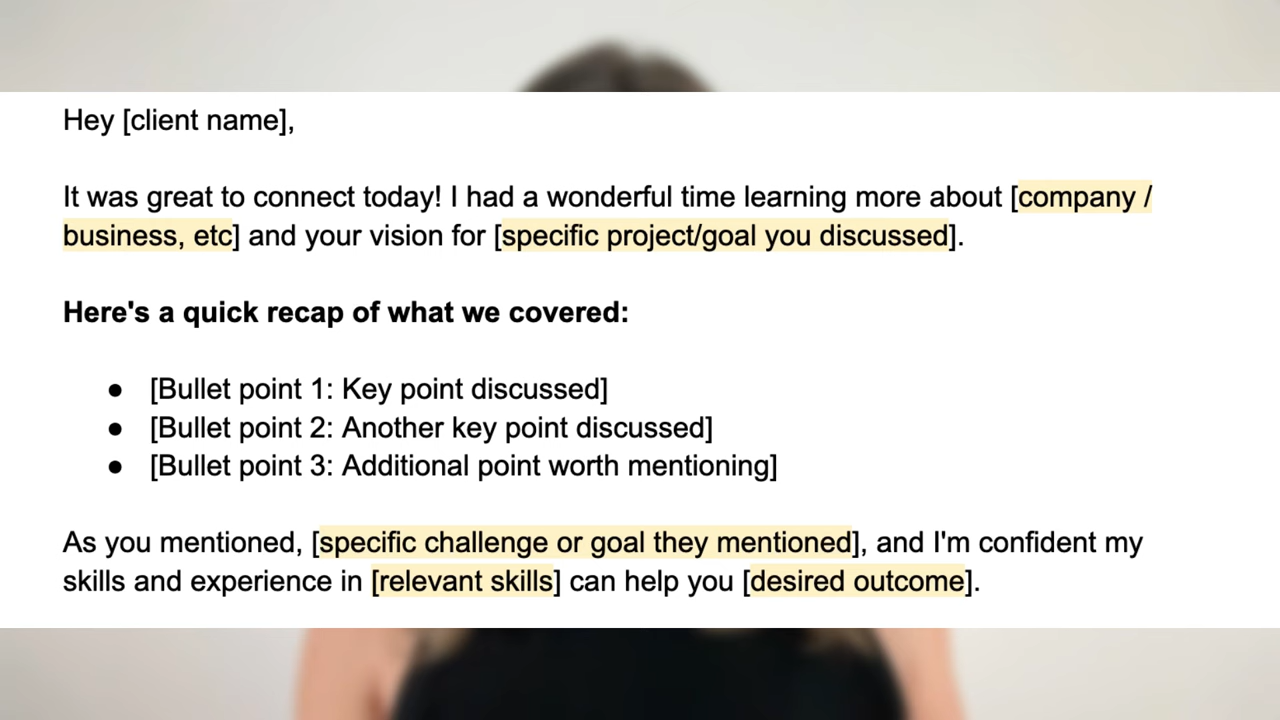 Hey [client name],
It was great to connect today! I had a wonderful time learning more about [company /
business, etc] and your vision for [specific project/goal you discussed].
Here's a quick recap of what we covered:
● [Bullet point 1: Key point discussed]
● [Bullet point 2: Another key point discussed]
● [Bullet point 3: Additional point worth mentioning]
As you mentioned, [specific challenge or goal they mentioned], and I'm confident my
skills and experience in [relevant skills] can help you [desired outcome].